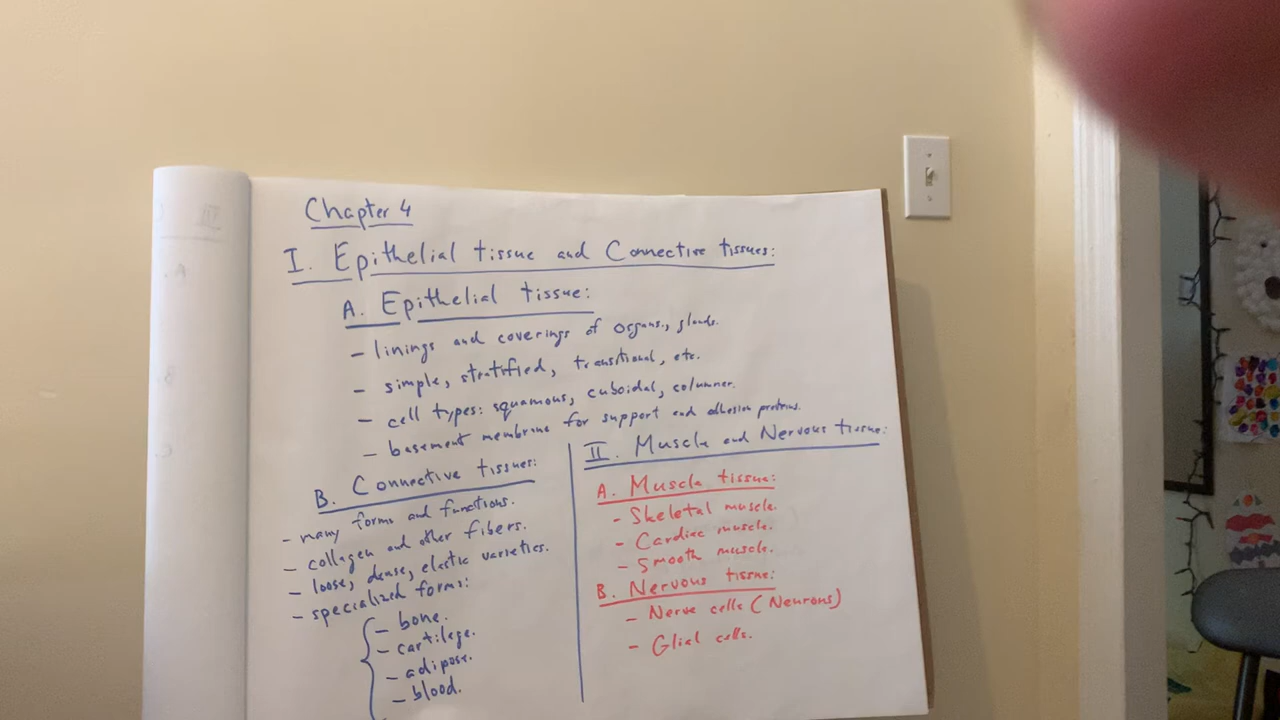 Chapter 4
I. Epithelial tissue and Connective tissues:
A. Epithelial tissue:
- linings and coverings of organs., glands.
- simple, stratified, transitional, etc.
- cell types: squamous, cuboidal, columner.
- basement membrane for support and adhesion proteins.
B. Connective tissues:
- many forms and functions.
- collagen and other fibers.
- loose, dense, elastic varieties.
- specialized forms:
- bone.
- cartilege.
- adipose.
- blood.
II. Muscle and Nervous tissue:
A. Muscle tissue:
- Skeletal muscle.
- Cardiac muscle.
- Smooth muscle.
B. Nervous tissue:
- Nerve cells (Neurons)
- Glial cells.